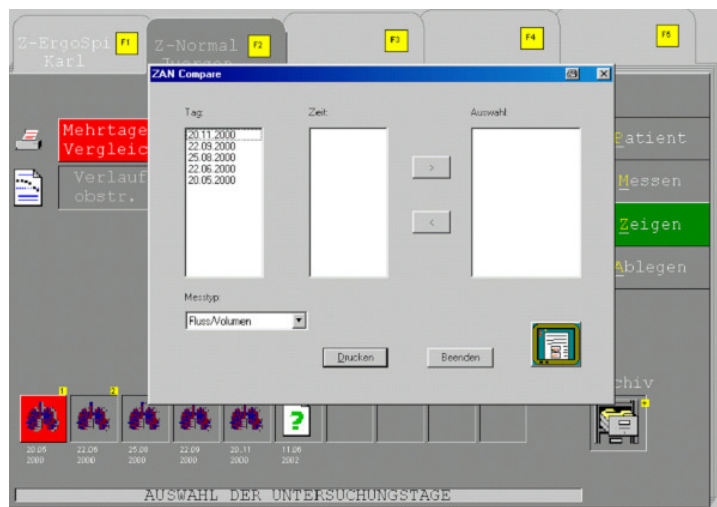 F1
F2
F3
F4
F5
Z-ErgoSpi
Karl
Z-Normal
Juergen
ZAN Compare
Tag:
Zeit:
Auswahl:
20.11.2000
22.09.2000
25.08.2000
22.06.2000
20.05.2000
>
<
Messtyp:
Fluss/Volumen
Drucken
Beenden
Mehrtage
Vergleic
Verlauf
obstr.
Patient
Messen
Zeigen
Ablegen
chiv
1
2
+
?
20.05
2000
22.06
2000
25.08
2000
22.09
2000
20.11
2000
11.06
2002
AUSWAHL DER UNTERSUCHUNGSTAGE